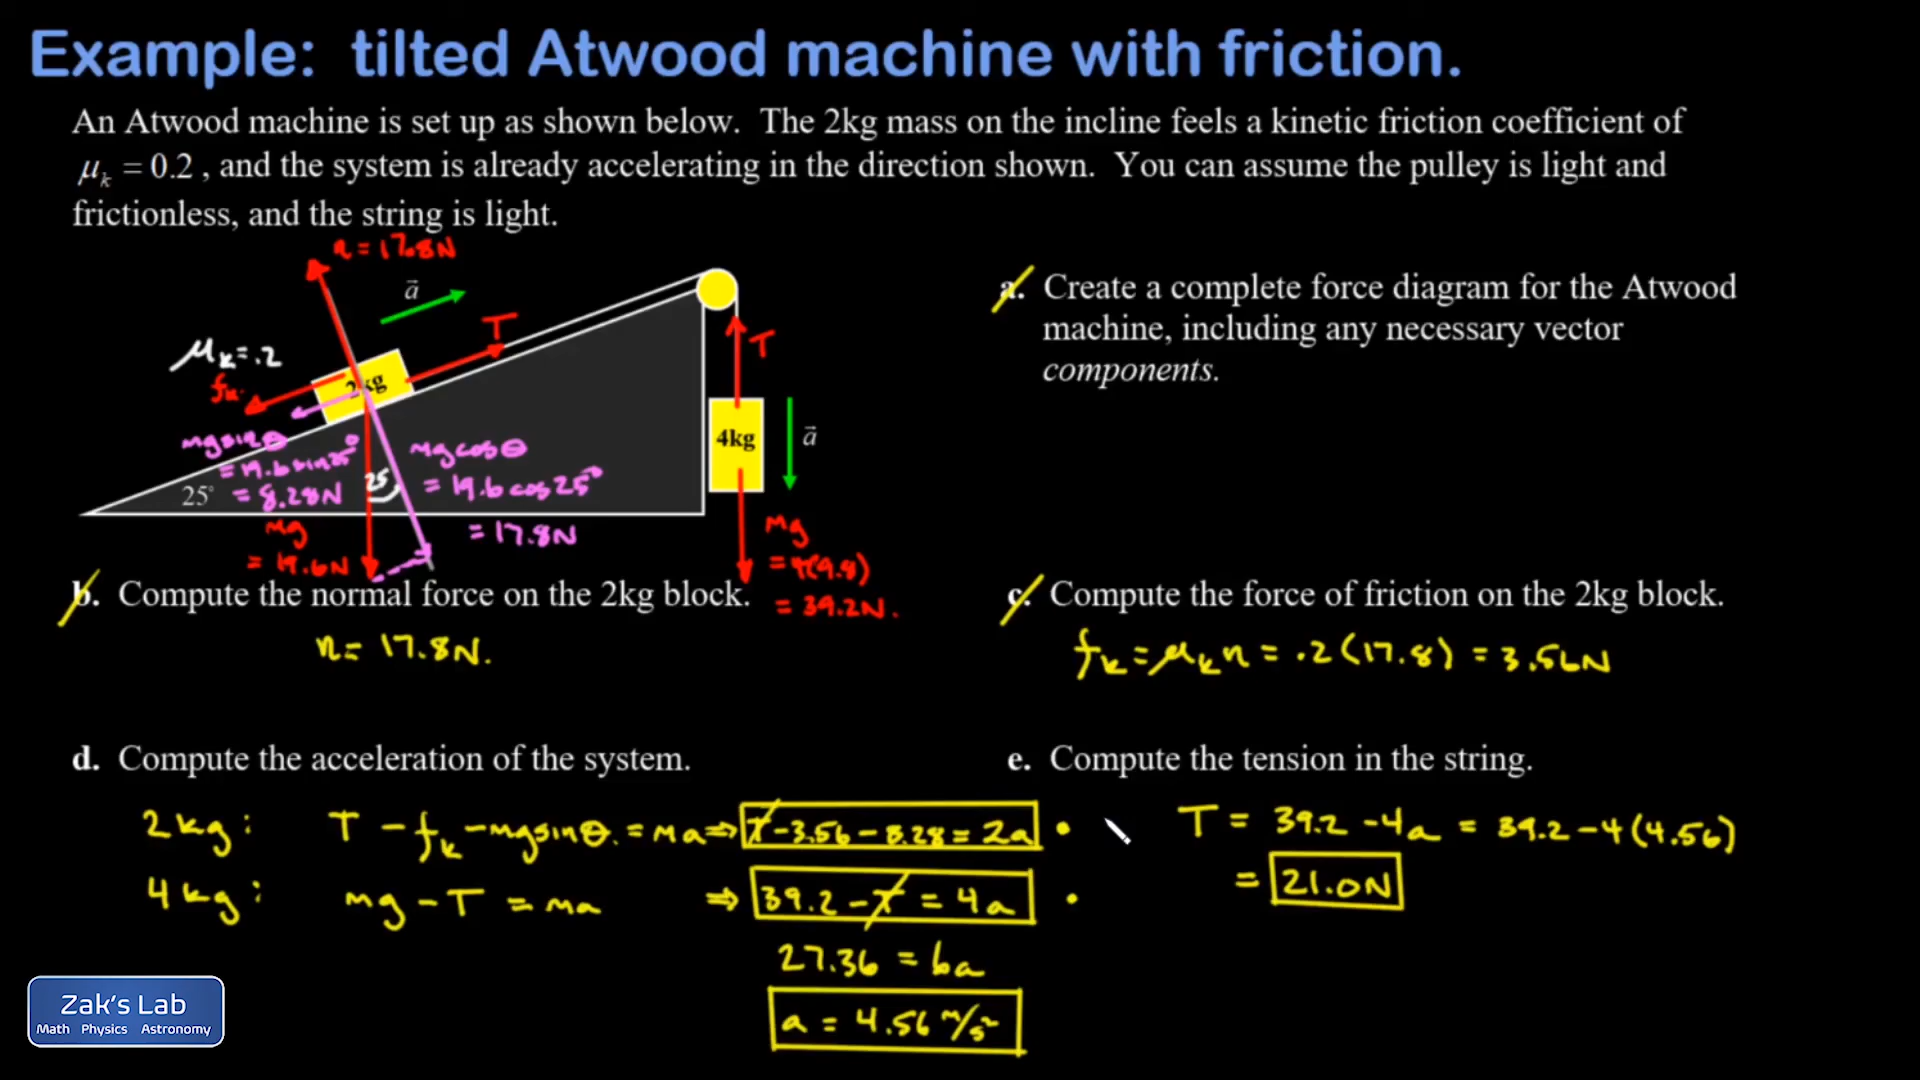 Example: tilted Atwood machine with friction.
An Atwood machine is set up as shown below. The 2kg mass on the incline feels a kinetic friction coefficient of
μk = 0.2 , and the system is already accelerating in the direction shown. You can assume the pulley is light and
frictionless, and the string is light.
n = 17.8N
a⃗
T
μk = .2
fk
2kg
T
4kg
a⃗
mg sinθ
= 19.6 sin25°
= 8.28N
25°
25
mg cosθ
= 19.6 cos25°
= 17.8N
mg
= 19.6N
mg
= 4(9.8)
= 39.2N.
a. Create a complete force diagram for the Atwood
machine, including any necessary vector
components.
b. Compute the normal force on the 2kg block.
n = 17.8N.
c. Compute the force of friction on the 2kg block.
fk = μk n = .2(17.8) = 3.56N
d. Compute the acceleration of the system.
2kg: T - fk - mg sinθ. = ma ⇒ T - 3.56 - 8.28 = 2a
4kg: mg - T = ma ⇒ 39.2 - T = 4a
27.36 = 6a
a = 4.56 m/s²
e. Compute the tension in the string.
T = 39.2 - 4a = 39.2 - 4(4.56)
= 21.0N
Zak's Lab
Math Physics Astronomy